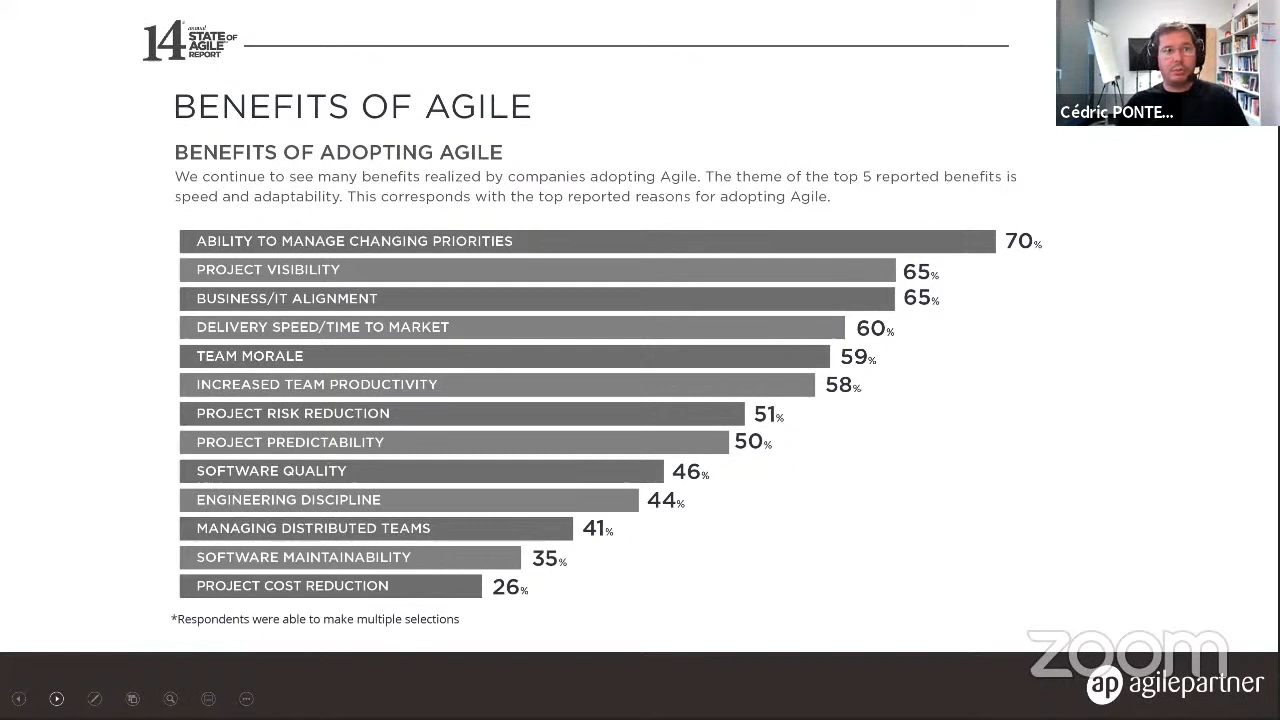 14 annual
STATE OF
AGILE
REPORT
Cédric PONTE...
BENEFITS OF AGILE
BENEFITS OF ADOPTING AGILE
We continue to see many benefits realized by companies adopting Agile. The theme of the top 5 reported benefits is
speed and adaptability. This corresponds with the top reported reasons for adopting Agile.
ABILITY TO MANAGE CHANGING PRIORITIES 70%
PROJECT VISIBILITY 65%
BUSINESS/IT ALIGNMENT 65%
DELIVERY SPEED/TIME TO MARKET 60%
TEAM MORALE 59%
INCREASED TEAM PRODUCTIVITY 58%
PROJECT RISK REDUCTION 51%
PROJECT PREDICTABILITY 50%
SOFTWARE QUALITY 46%
ENGINEERING DISCIPLINE 44%
MANAGING DISTRIBUTED TEAMS 41%
SOFTWARE MAINTAINABILITY 35%
PROJECT COST REDUCTION 26%
*Respondents were able to make multiple selections
zoom
ap agilepartner